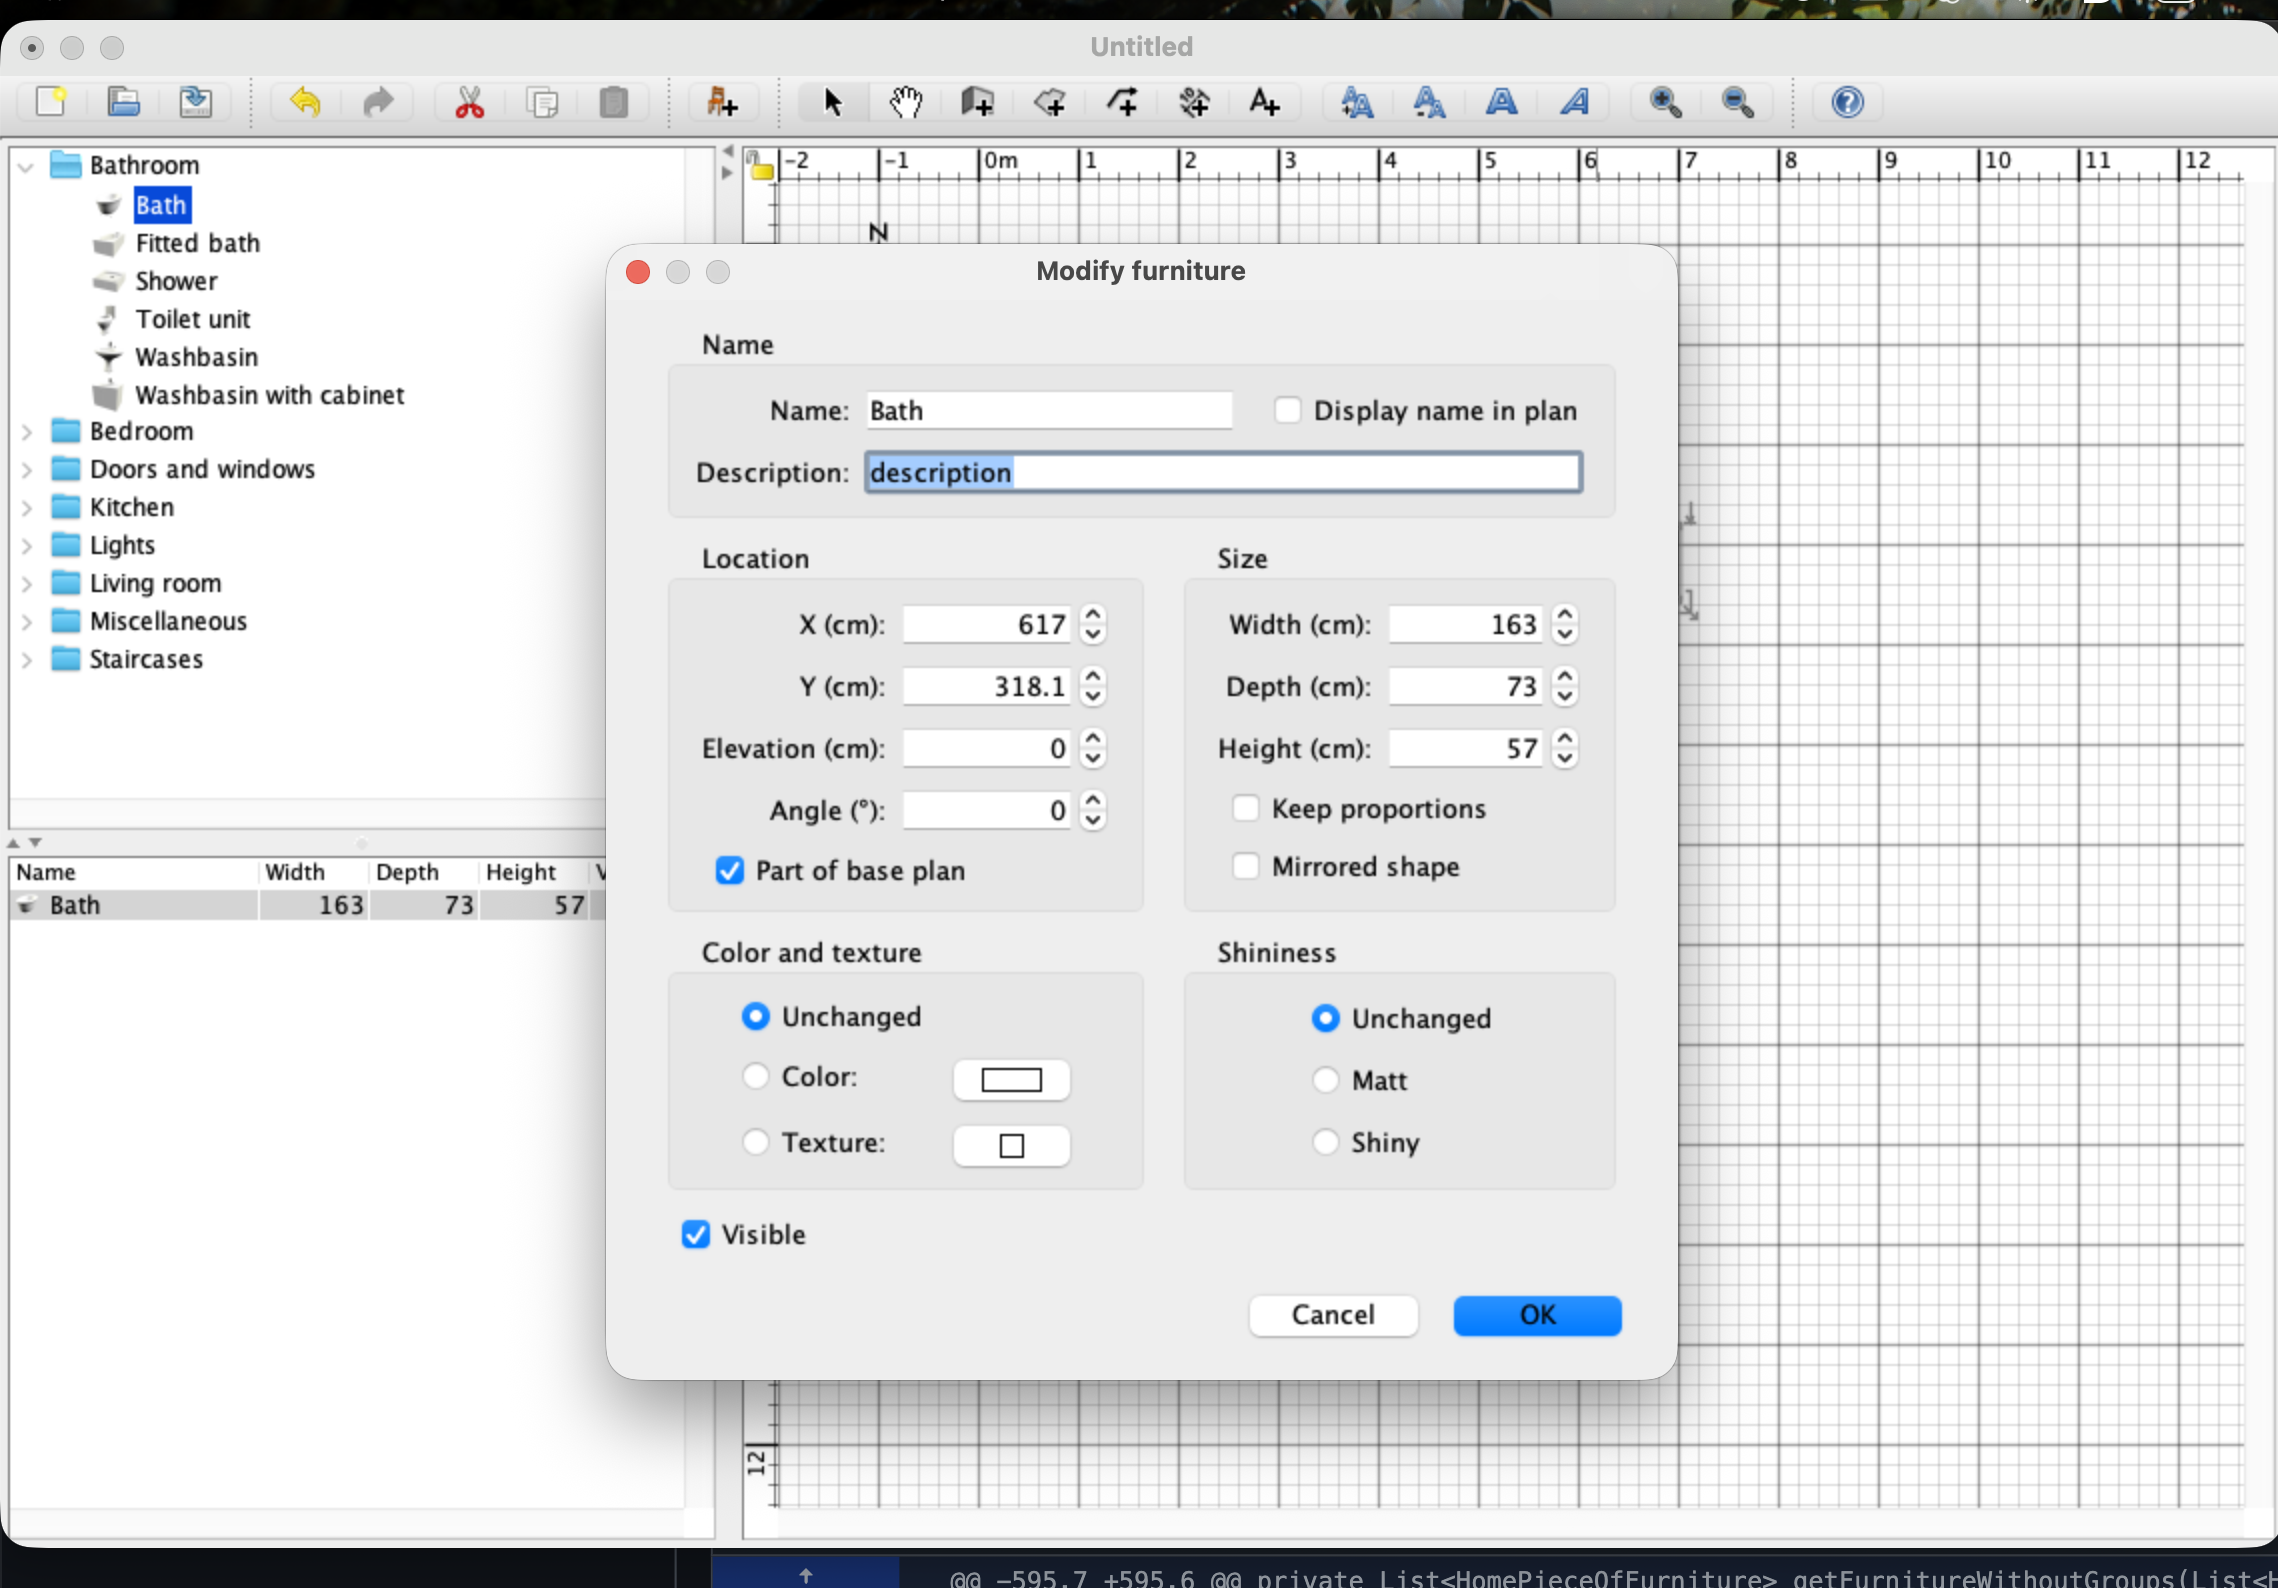 Untitled
Bathroom
Bath
Fitted bath
Shower
Toilet unit
Washbasin
Washbasin with cabinet
Bedroom
Doors and windows
Kitchen
Lights
Living room
Miscellaneous
Staircases
Name Width Depth Height
Bath 163 73 57
-2 -1 0m 1 2 3 4 5 6 7 8 9 10 11 12
N
12
Modify furniture
Name
Name: Bath Display name in plan
Description: description
Location
X (cm): 617
Y (cm): 318.1
Elevation (cm): 0
Angle (°): 0
Part of base plan
Size
Width (cm): 163
Depth (cm): 73
Height (cm): 57
Keep proportions
Mirrored shape
Color and texture
Unchanged
Color:
Texture:
Shininess
Unchanged
Matt
Shiny
Visible
Cancel OK
@@ -595,7 +595,6 @@ private List<HomePieceOfFurniture> getFurnitureWithoutGroups(List<H